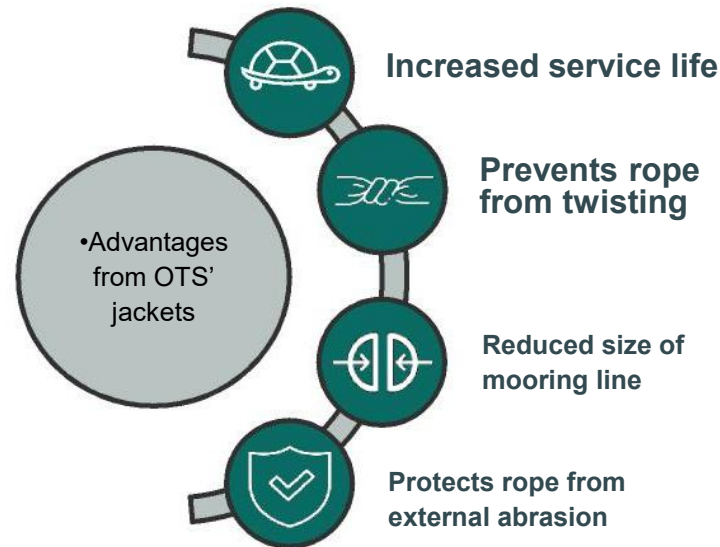 Increased service life
Prevents rope
from twisting
•Advantages
from OTS’
jackets
Reduced size of
mooring line
Protects rope from
external abrasion